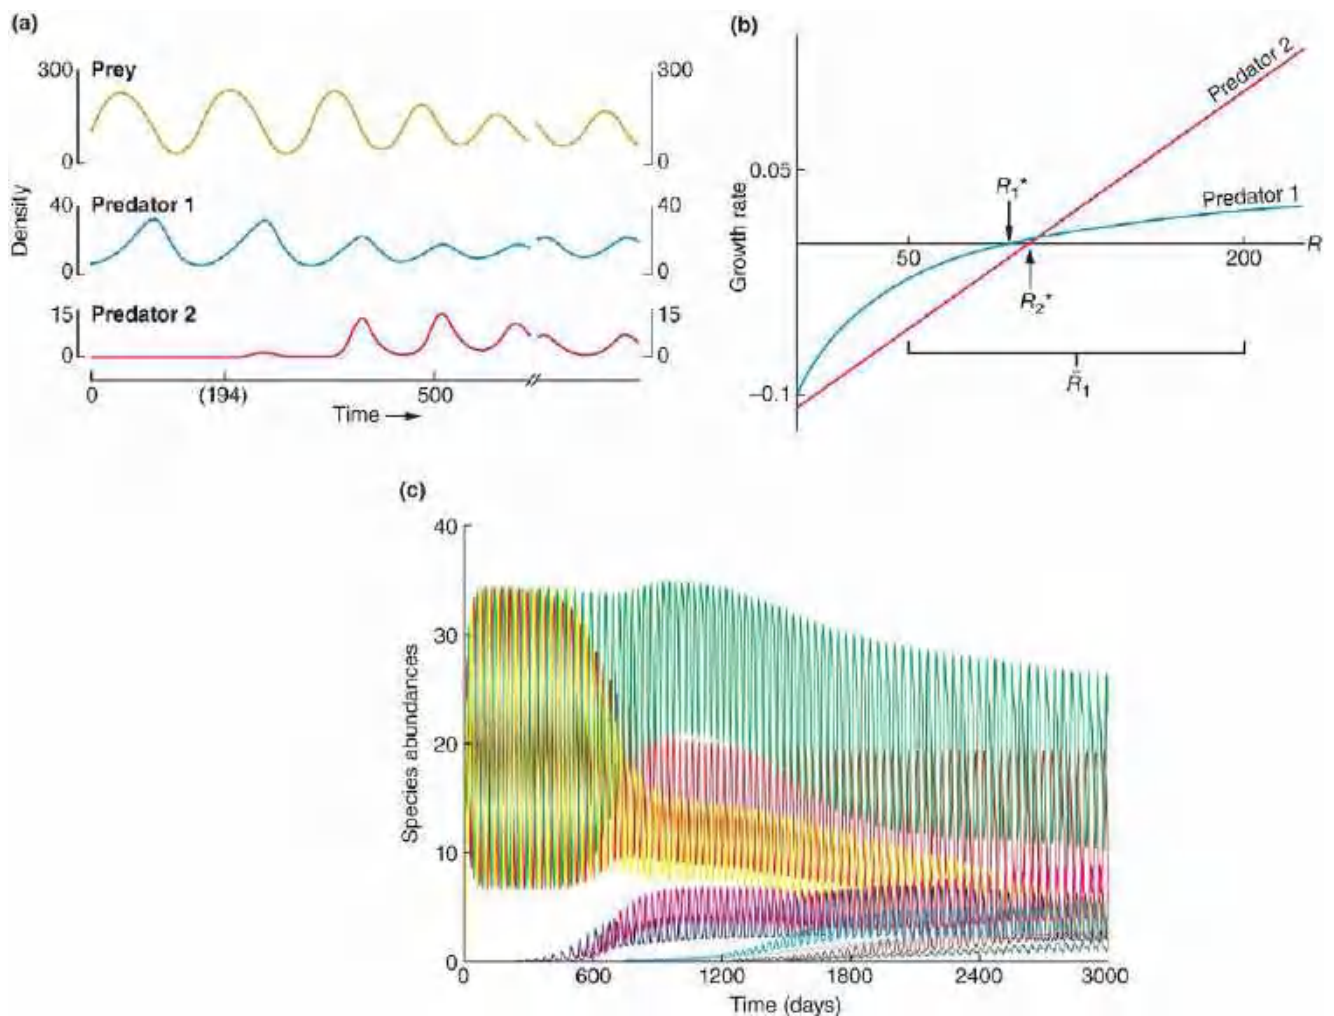 (a)
Prey
300
0
300
0
Density
Predator 1
40
0
40
0
Predator 2
15
0
15
0
0
(194)
500
Time
(b)
Growth rate
0.05
-0.1
50
200
R
R1*
R2*
R̄1
Predator 2
Predator 1
(c)
Species abundances
40
30
20
10
0
0
600
1200
1800
2400
3000
Time (days)